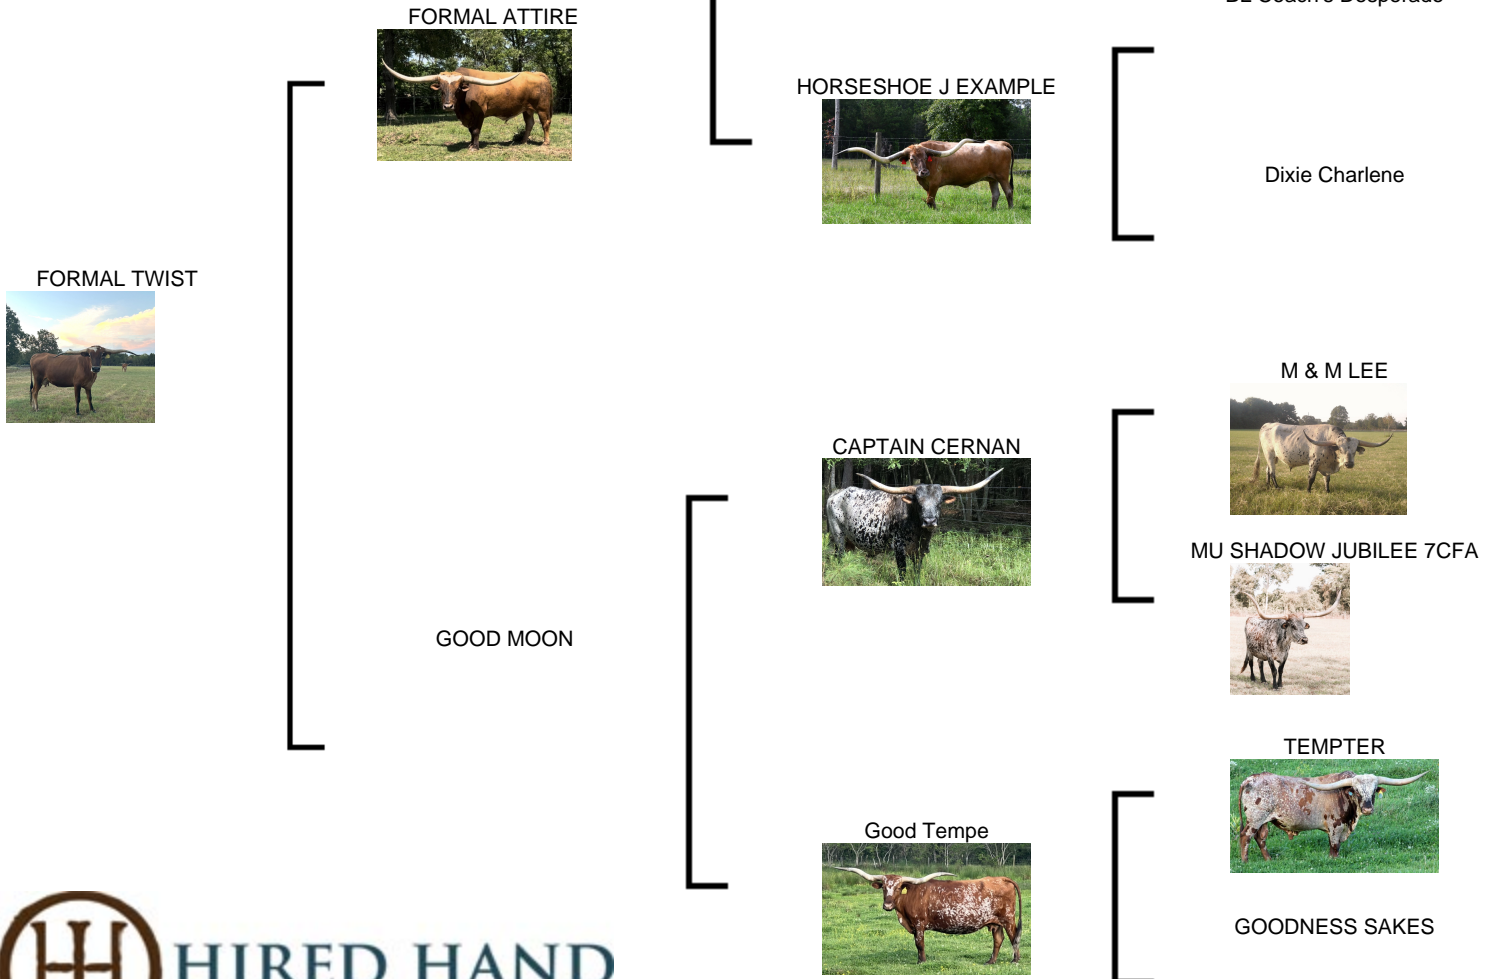 FORMAL ATTIRE
HORSESHOE J EXAMPLE
Dixie Charlene
FORMAL TWIST
M & M LEE
CAPTAIN CERNAN
MU SHADOW JUBILEE 7CFA
GOOD MOON
TEMPTER
Good Tempe
GOODNESS SAKES
HIRED HAND